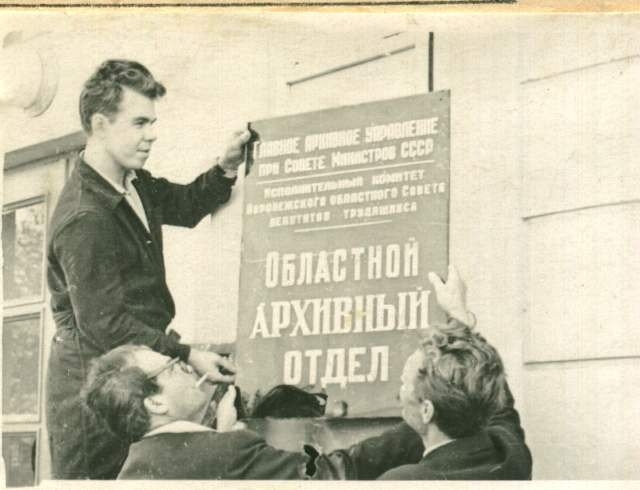 ГЛАВНОЕ АРХИВНОЕ УПРАВЛЕНИЕ
ПРИ СОВЕТЕ МИНИСТРОВ СССР
ИСПОЛНИТЕЛЬНЫЙ КОМИТЕТ
ВОРОНЕЖСКОГО ОБЛАСТНОГО СОВЕТА
ДЕПУТАТОВ ТРУДЯЩИХСЯ
ОБЛАСТНОЙ
АРХИВНЫЙ
ОТДЕЛ